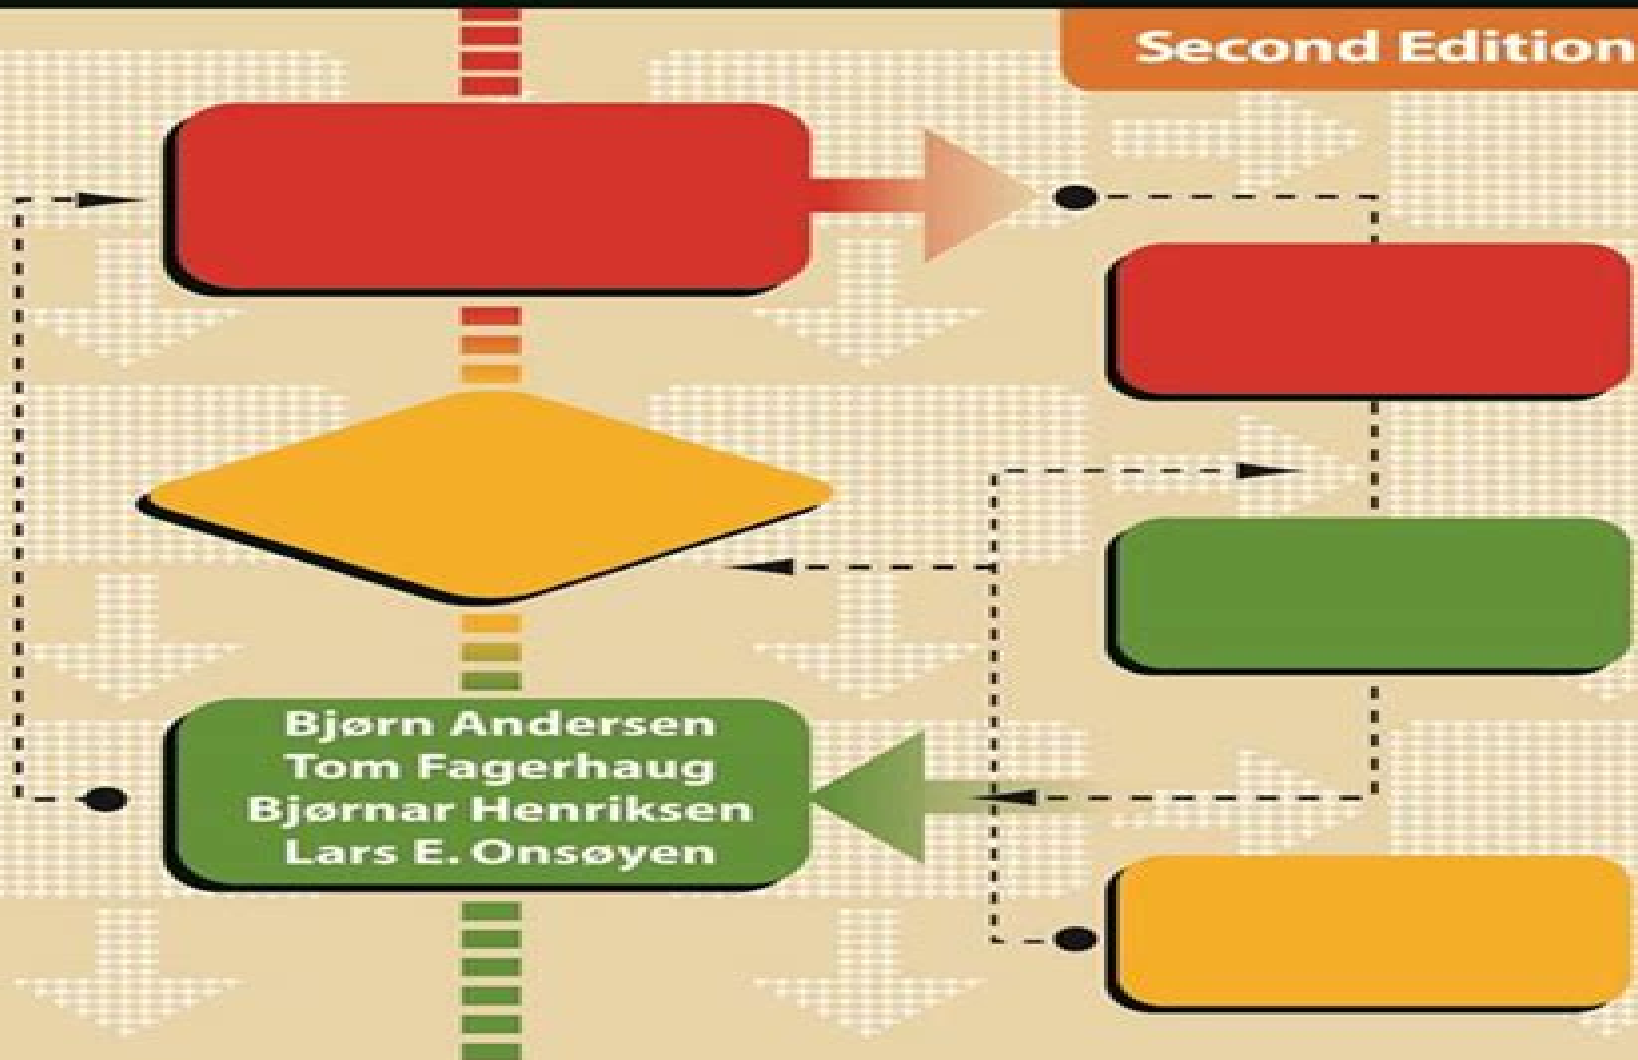 Second Edition
Bjørn Andersen
Tom Fagerhaug
Bjørnar Henriksen
Lars E. Onsøyen